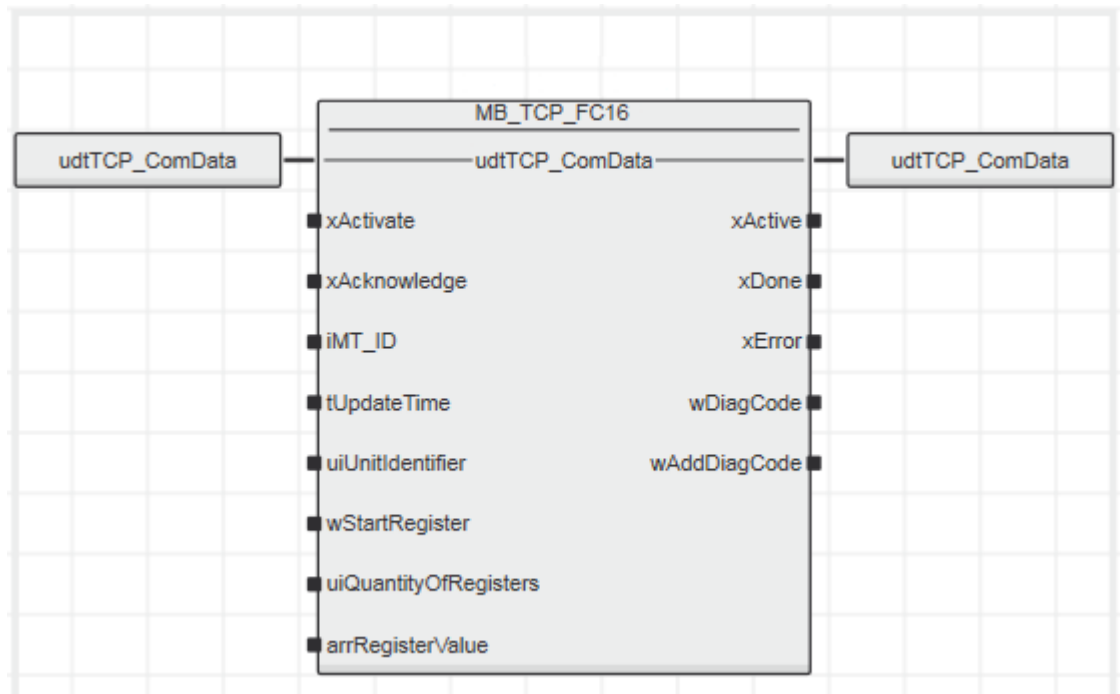 MB_TCP_FC16
udtTCP_ComData udtTCP_ComData udtTCP_ComData
xActivate xActive
xAcknowledge xDone
iMT_ID xError
tUpdateTime wDiagCode
uiUnitIdentifier wAddDiagCode
wStartRegister
uiQuantityOfRegisters
arrRegisterValue